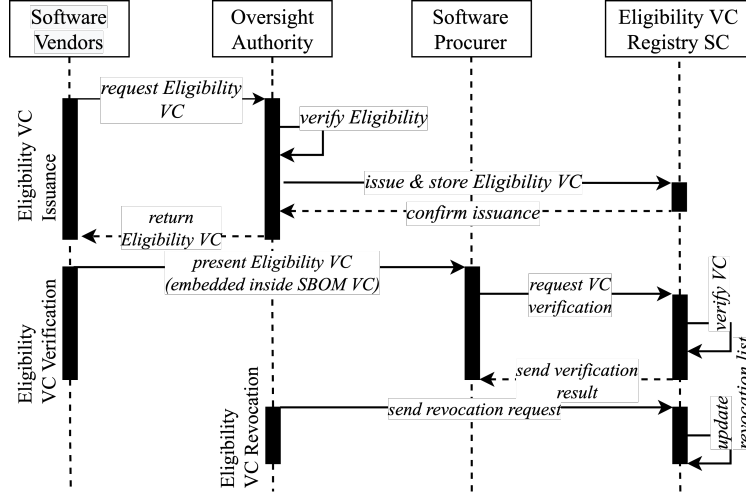 Software
Vendors
Oversight
Authority
Software
Procurer
Eligibility VC
Registry SC
request Eligibility
VC
verify Eligibility
Eligibility VC
Issuance
issue & store Eligibility VC
confirm issuance
return
Eligibility VC
present Eligibility VC
(embedded inside SBOM VC)
request VC
verification
verify VC
Eligibility
VC Verification
send verification
result
Eligibility
VC Revocation
send revocation request
update
revocation list